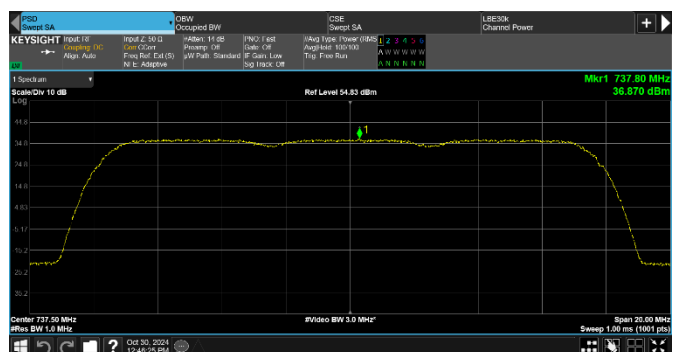 PSD
Swept SA
OBW
Occupied BW
CSE
Swept SA
LBE30k
Channel Power
KEYSIGHT
Input: RF
Coupling: DC
Align: Auto
Input Z: 50 Ω
Corr CCorr
Freq Ref: Ext (S)
NFE: Adaptive
#Atten: 14 dB
Preamp: Off
µW Path: Standard
PNO: Fast
Gate: Off
IF Gain: Low
Sig Track: Off
#Avg Type: Power (RMS)
Avg|Hold: 100/100
Trig: Free Run
1 2 3 4 5 6
A W W W W W
A N N N N N
1 Spectrum
Scale/Div 10 dB
Ref Level 54.83 dBm
Mkr1 737.80 MHz
36.870 dBm
Log
44.8
34.8
24.8
14.8
4.83
-5.17
-15.2
-25.2
-35.2
1
Center 737.50 MHz
#Video BW 3.0 MHz*
Span 20.00 MHz
#Res BW 1.0 MHz
Sweep 1.00 ms (1001 pts)
Oct 30, 2024
12:46:25 PM